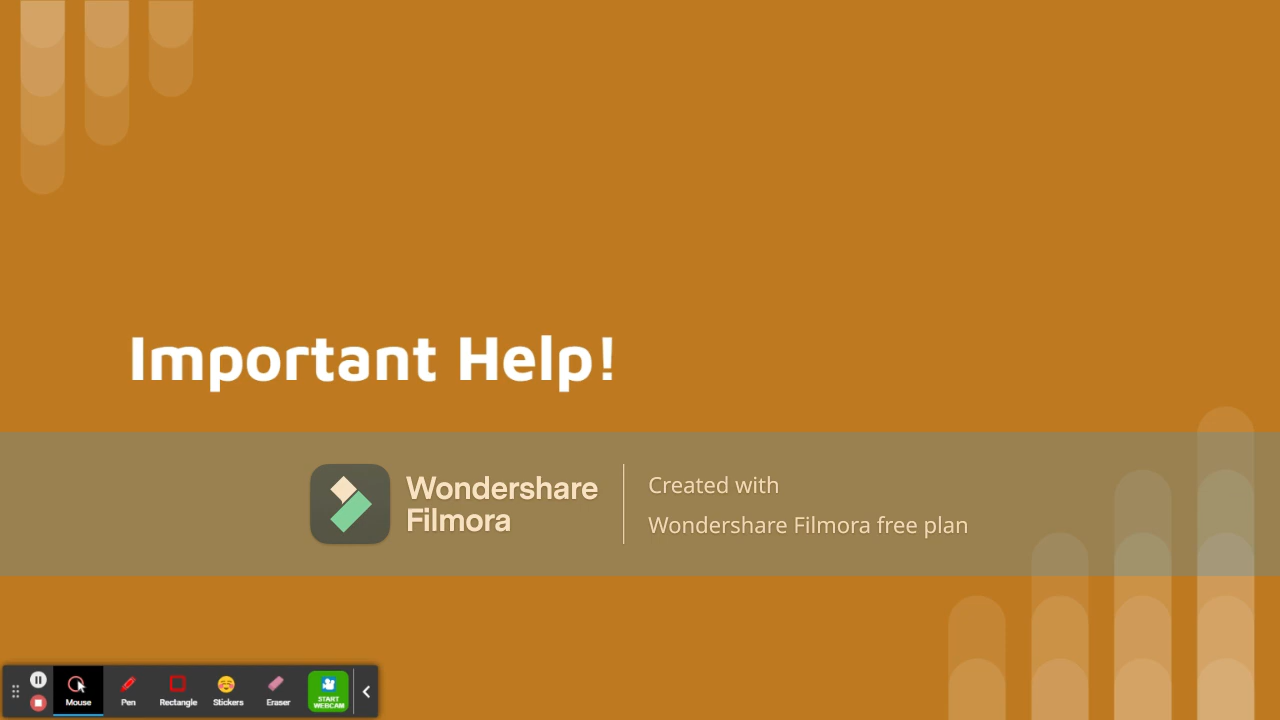 Important Help!
Wondershare
Filmora
Created with
Wondershare Filmora free plan
Mouse
Pen
Rectangle
Stickers
Eraser
START
WEBCAM